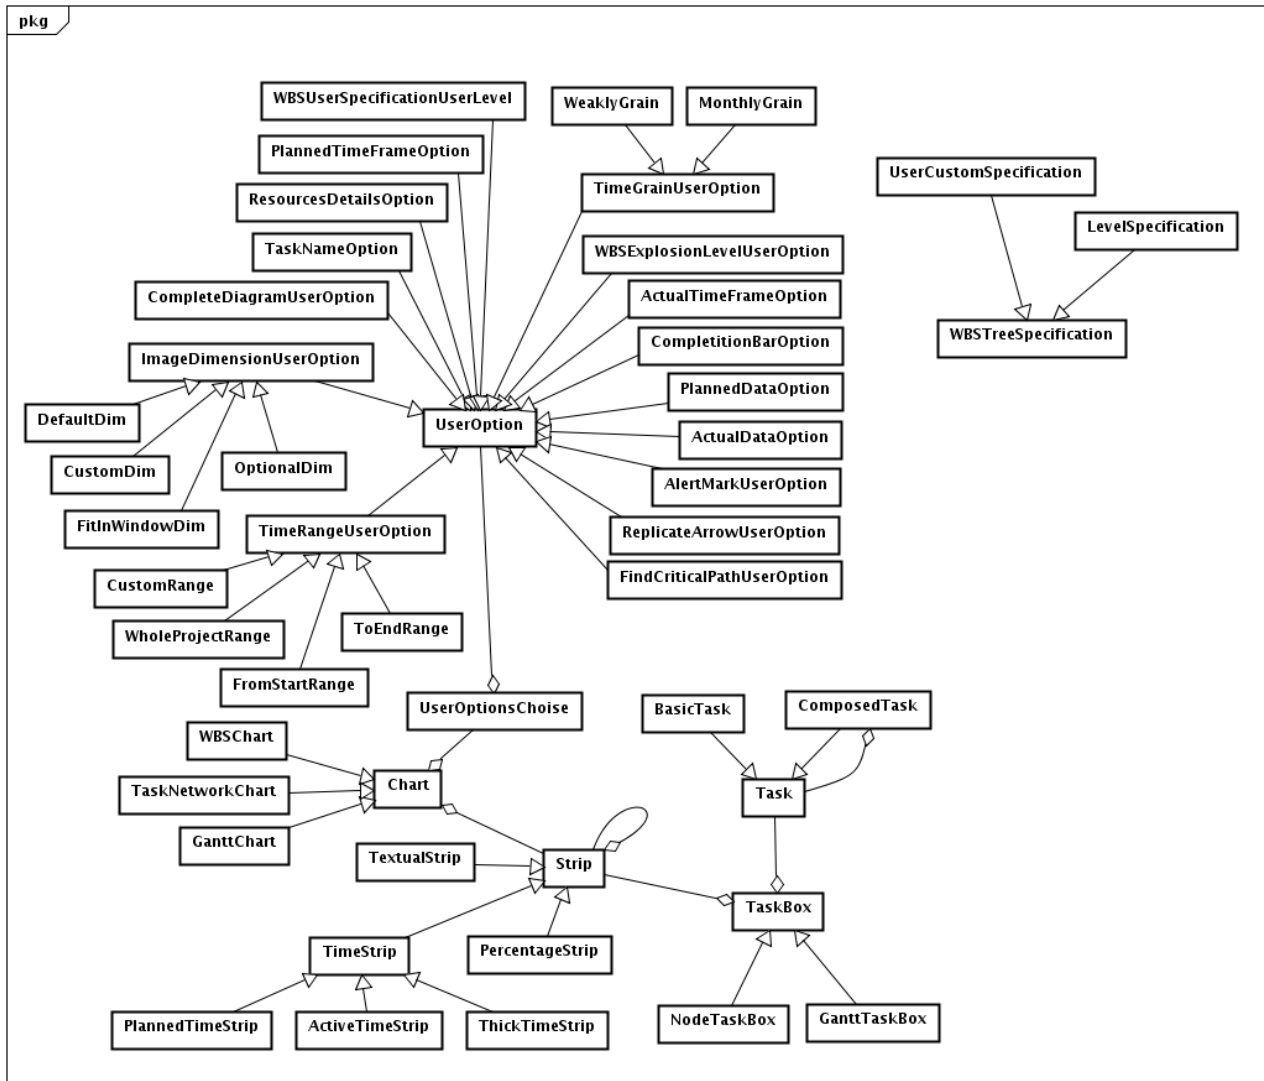 pkg
WBSUserSpecificationUserLevel
WeaklyGrain
MonthlyGrain
PlannedTimeFrameOption
UserCustomSpecification
TimeGrainUserOption
ResourcesDetailsOption
LevelSpecification
TaskNameOption
WBSExplosionLevelUserOption
CompleteDiagramUserOption
ActualTimeFrameOption
WBSTreeSpecification
CompletitionBarOption
ImageDimensionUserOption
PlannedDataOption
DefaultDim
UserOption
ActualDataOption
CustomDim
OptionalDim
AlertMarkUserOption
FitInWindowDim
TimeRangeUserOption
ReplicateArrowUserOption
CustomRange
FindCriticalPathUserOption
WholeProjectRange
ToEndRange
FromStartRange
UserOptionsChoise
BasicTask
ComposedTask
WBSChart
TaskNetworkChart
Chart
Task
GanttChart
TextualStrip
Strip
TaskBox
TimeStrip
PercentageStrip
PlannedTimeStrip
ActiveTimeStrip
ThickTimeStrip
NodeTaskBox
GanttTaskBox